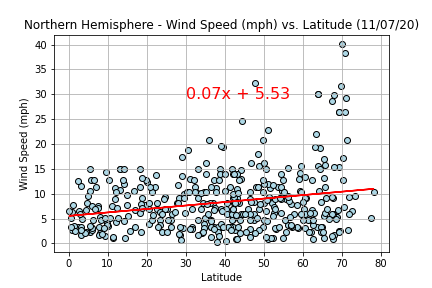 Northern Hemisphere - Wind Speed (mph) vs. Latitude (11/07/20)
40
35
30
25
20
15
10
5
0
Wind Speed (mph)
0.07x + 5.53
0 10 20 30 40 50 60 70 80
Latitude